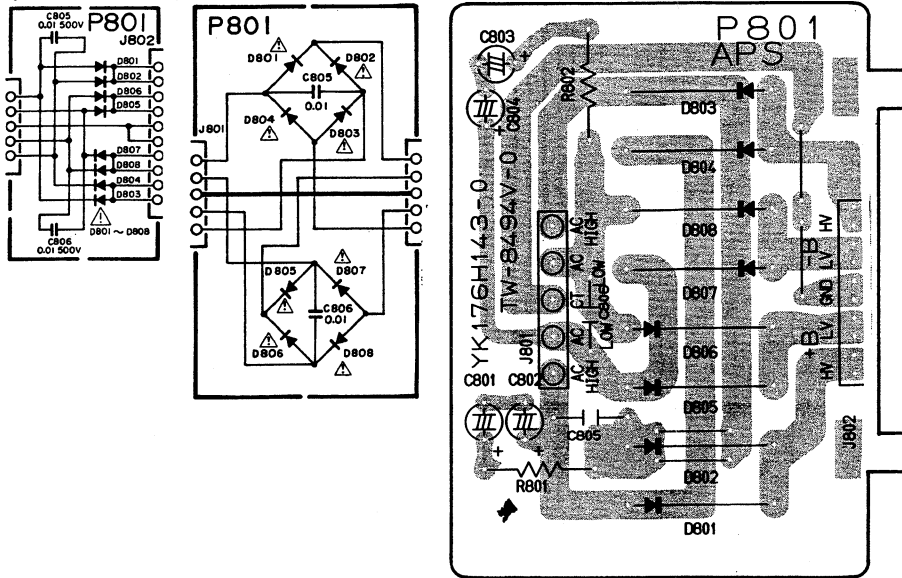 P801
C805
0.01 500V
J802
D801
D802
D806
D805
D807
D808
D804
D803
C806
0.01 500V
D801 ~ D808
P801
D801
D802
C805
0.01
D804
D803
J801
D805
D807
C806
0.01
D806
D808
P801
APS
C803
C804
R802
D803
D804
D808
D807
D806
D805
D802
D801
YK176H143-0
TW-8494V-0
J801
AC HIGH
AC LOW
CT
C806
AC LOW
AC HIGH
HV
-B LV
GND
+B LV
HV
J802
C801
C802
C805
R801